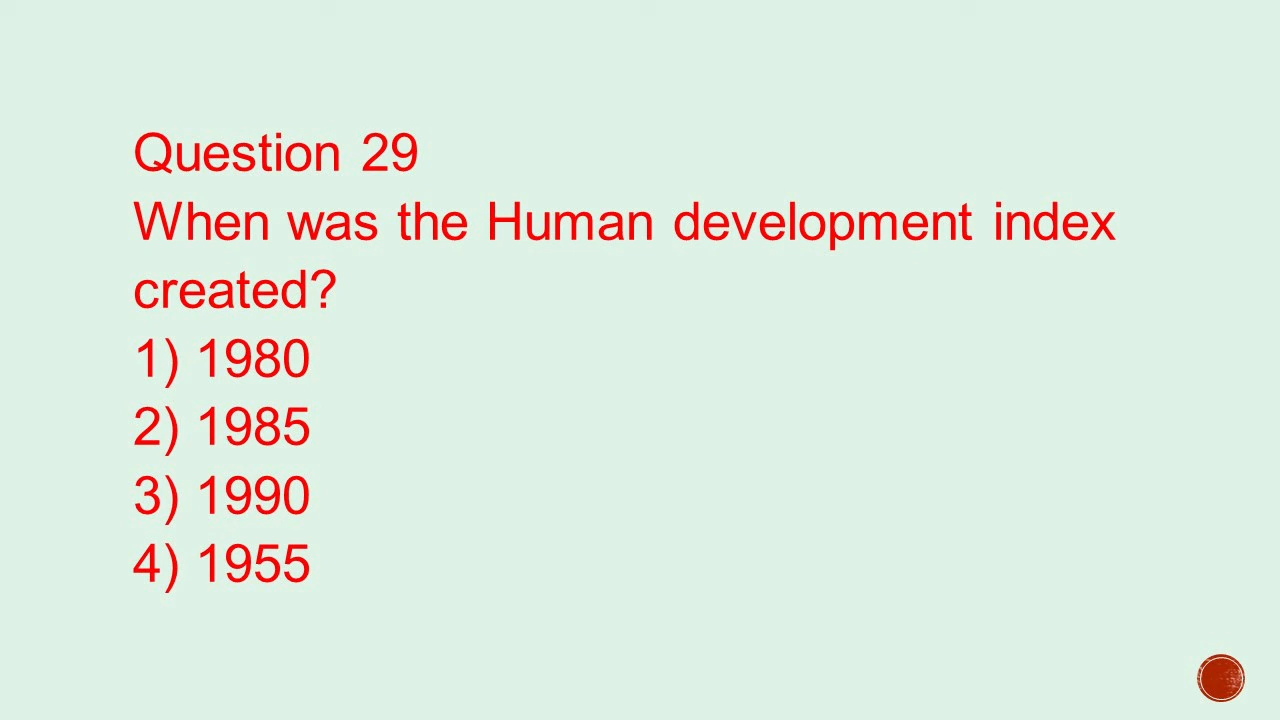 Question 29
When was the Human development index
created?
1) 1980
2) 1985
3) 1990
4) 1955